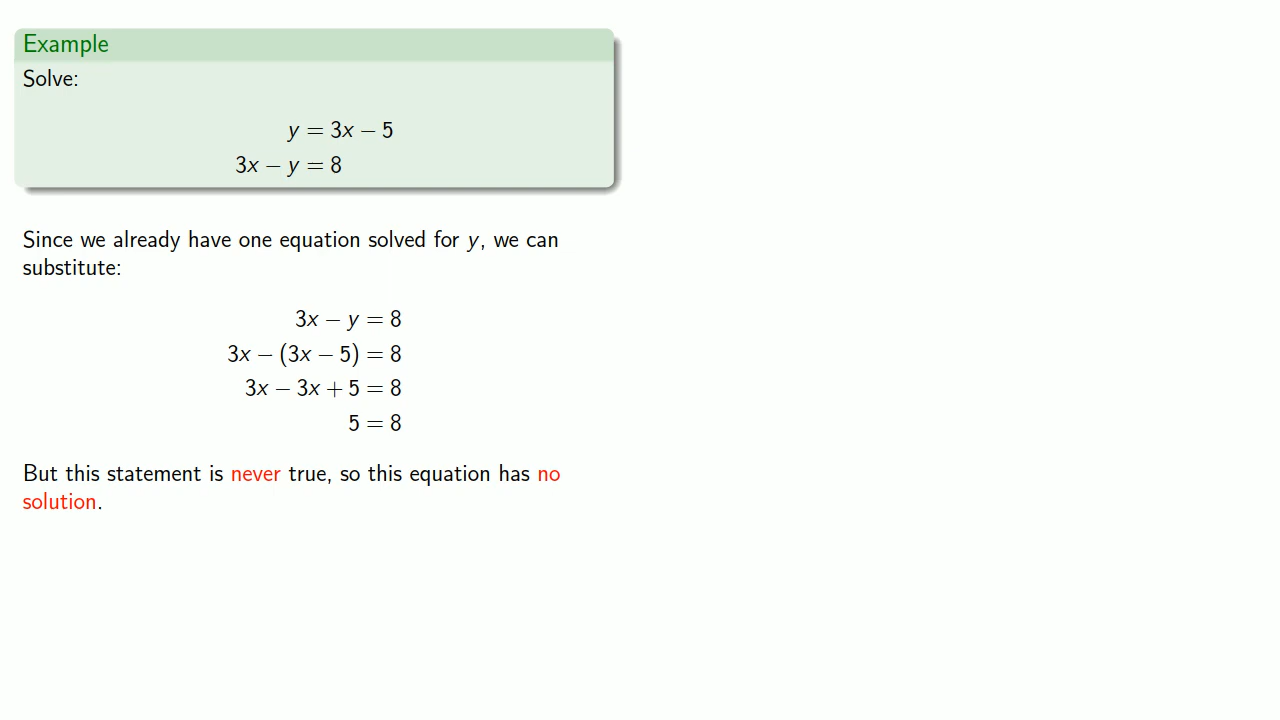 Example
Solve:
y = 3x − 5
3x − y = 8
Since we already have one equation solved for y, we can
substitute:
3x − y = 8
3x − (3x − 5) = 8
3x − 3x + 5 = 8
5 = 8
But this statement is never true, so this equation has no
solution.